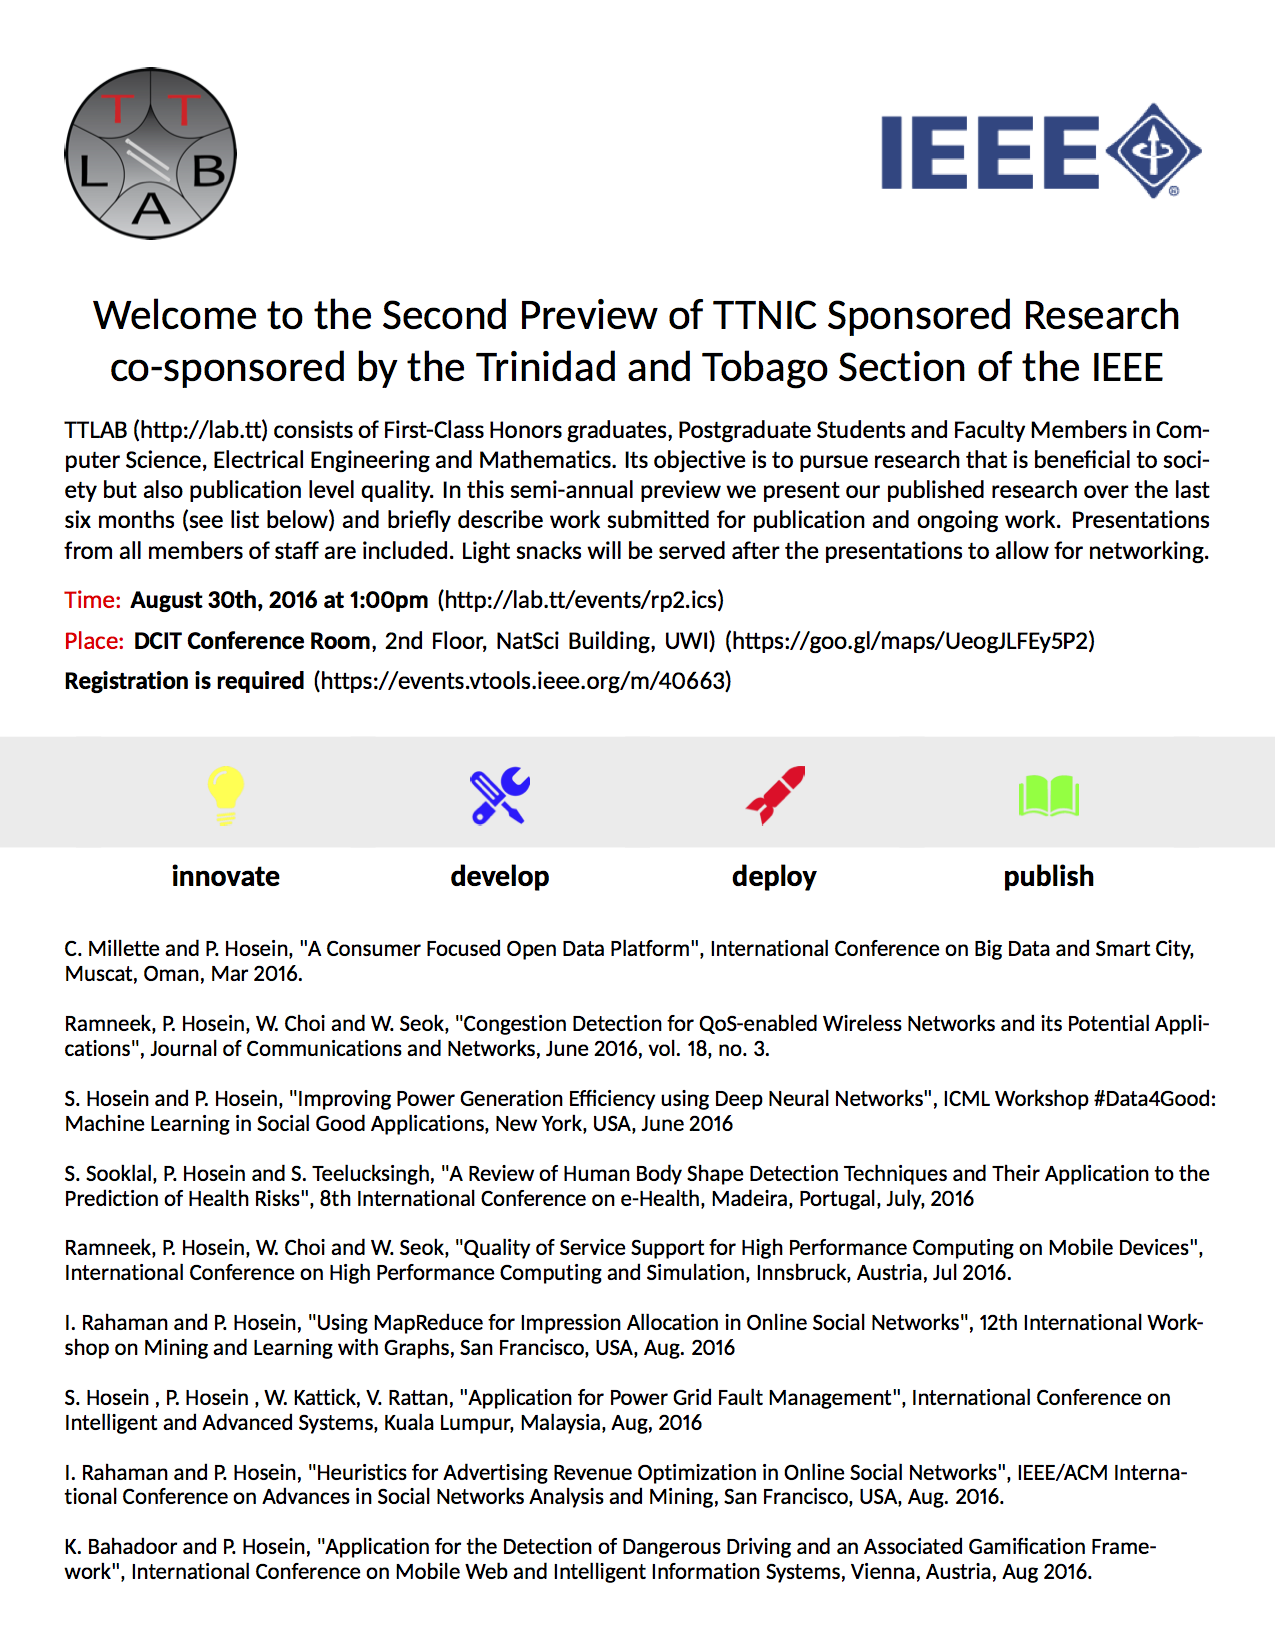 T T
L B
A
IEEE
®
Welcome to the Second Preview of TTNIC Sponsored Research
co-sponsored by the Trinidad and Tobago Section of the IEEE
TTLAB (http://lab.tt) consists of First-Class Honors graduates, Postgraduate Students and Faculty Members in Com-
puter Science, Electrical Engineering and Mathematics. Its objective is to pursue research that is beneficial to soci-
ety but also publication level quality. In this semi-annual preview we present our published research over the last
six months (see list below) and briefly describe work submitted for publication and ongoing work. Presentations
from all members of staff are included. Light snacks will be served after the presentations to allow for networking.
Time: August 30th, 2016 at 1:00pm (http://lab.tt/events/rp2.ics)
Place: DCIT Conference Room, 2nd Floor, NatSci Building, UWI) (https://goo.gl/maps/UeogJLFEy5P2)
Registration is required (https://events.vtools.ieee.org/m/40663)
innovate develop deploy publish
C. Millette and P. Hosein, "A Consumer Focused Open Data Platform", International Conference on Big Data and Smart City,
Muscat, Oman, Mar 2016.
Ramneek, P. Hosein, W. Choi and W. Seok, "Congestion Detection for QoS-enabled Wireless Networks and its Potential Appli-
cations", Journal of Communications and Networks, June 2016, vol. 18, no. 3.
S. Hosein and P. Hosein, "Improving Power Generation Efficiency using Deep Neural Networks", ICML Workshop #Data4Good:
Machine Learning in Social Good Applications, New York, USA, June 2016
S. Sooklal, P. Hosein and S. Teelucksingh, "A Review of Human Body Shape Detection Techniques and Their Application to the
Prediction of Health Risks", 8th International Conference on e-Health, Madeira, Portugal, July, 2016
Ramneek, P. Hosein, W. Choi and W. Seok, "Quality of Service Support for High Performance Computing on Mobile Devices",
International Conference on High Performance Computing and Simulation, Innsbruck, Austria, Jul 2016.
I. Rahaman and P. Hosein, "Using MapReduce for Impression Allocation in Online Social Networks", 12th International Work-
shop on Mining and Learning with Graphs, San Francisco, USA, Aug. 2016
S. Hosein , P. Hosein , W. Kattick, V. Rattan, "Application for Power Grid Fault Management", International Conference on
Intelligent and Advanced Systems, Kuala Lumpur, Malaysia, Aug, 2016
I. Rahaman and P. Hosein, "Heuristics for Advertising Revenue Optimization in Online Social Networks", IEEE/ACM Interna-
tional Conference on Advances in Social Networks Analysis and Mining, San Francisco, USA, Aug. 2016.
K. Bahadoor and P. Hosein, "Application for the Detection of Dangerous Driving and an Associated Gamification Frame-
work", International Conference on Mobile Web and Intelligent Information Systems, Vienna, Austria, Aug 2016.